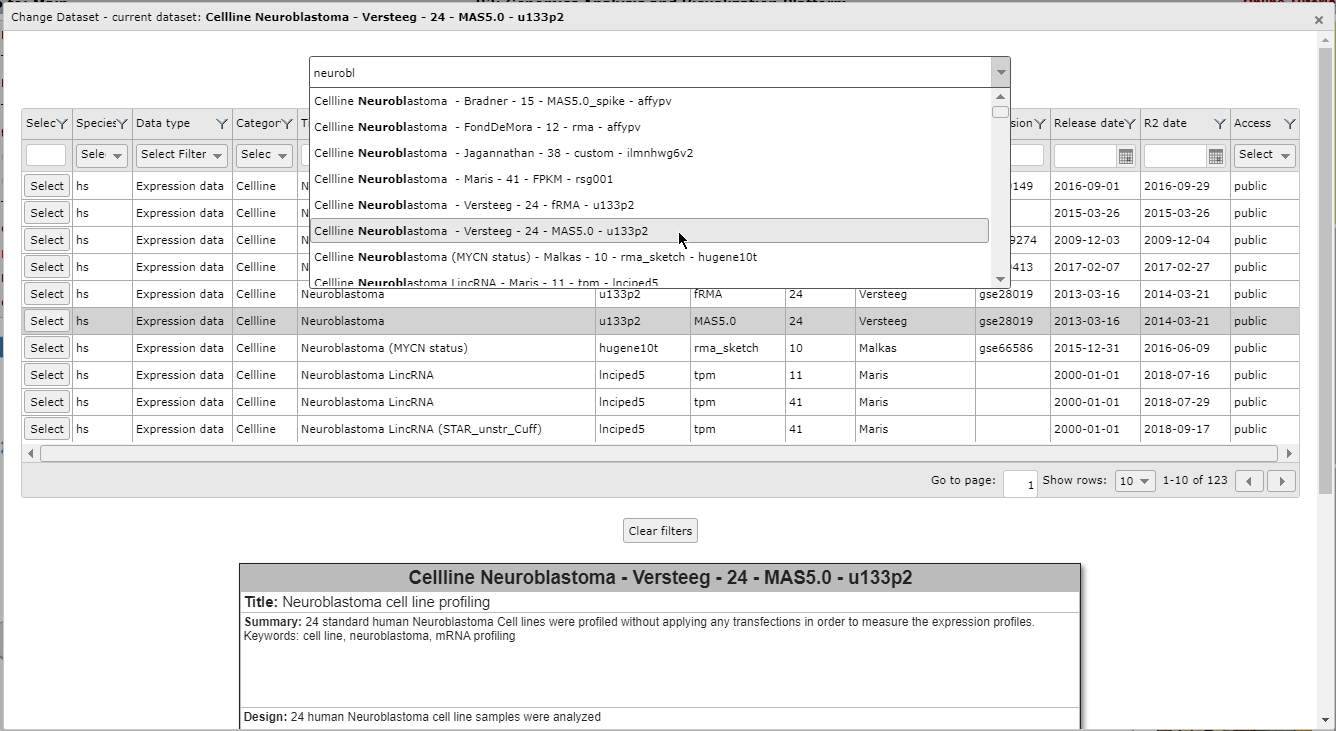 Change Dataset - current dataset: Cellline Neuroblastoma - Versteeg - 24 - MAS5.0 - u133p2
neurobl
Cellline Neuroblastoma - Bradner - 15 - MAS5.0_spike - affypv
Cellline Neuroblastoma - FondDeMora - 12 - rma - affypv
Cellline Neuroblastoma - Jagannathan - 38 - custom - ilmnhwg6v2
Cellline Neuroblastoma - Maris - 41 - FPKM - rsg001
Cellline Neuroblastoma - Versteeg - 24 - fRMA - u133p2
Cellline Neuroblastoma - Versteeg - 24 - MAS5.0 - u133p2
Cellline Neuroblastoma (MYCN status) - Malkas - 10 - rma_sketch - hugene10t
Cellline Neuroblastoma LincRNA - Maris - 11 - tpm - lnciped5
Selec Species Data type Categor T sion Release date R2 date Access
Sele Select Filter Selec Select
Select hs Expression data Cellline N 149 2016-09-01 2016-09-29 public
Select hs Expression data Cellline N 2015-03-26 2015-03-26 public
Select hs Expression data Cellline N 9274 2009-12-03 2009-12-04 public
Select hs Expression data Cellline N 413 2017-02-07 2017-02-27 public
Select hs Expression data Cellline Neuroblastoma u133p2 fRMA 24 Versteeg gse28019 2013-03-16 2014-03-21 public
Select hs Expression data Cellline Neuroblastoma u133p2 MAS5.0 24 Versteeg gse28019 2013-03-16 2014-03-21 public
Select hs Expression data Cellline Neuroblastoma (MYCN status) hugene10t rma_sketch 10 Malkas gse66586 2015-12-31 2016-06-09 public
Select hs Expression data Cellline Neuroblastoma LincRNA lnciped5 tpm 11 Maris 2000-01-01 2018-07-16 public
Select hs Expression data Cellline Neuroblastoma LincRNA lnciped5 tpm 41 Maris 2000-01-01 2018-07-29 public
Select hs Expression data Cellline Neuroblastoma LincRNA (STAR_unstr_Cuff) lnciped5 tpm 41 Maris 2000-01-01 2018-09-17 public
Go to page: 1 Show rows: 10 1-10 of 123
Clear filters
Cellline Neuroblastoma - Versteeg - 24 - MAS5.0 - u133p2
Title: Neuroblastoma cell line profiling
Summary: 24 standard human Neuroblastoma Cell lines were profiled without applying any transfections in order to measure the expression profiles.
Keywords: cell line, neuroblastoma, mRNA profiling
Design: 24 human Neuroblastoma cell line samples were analyzed